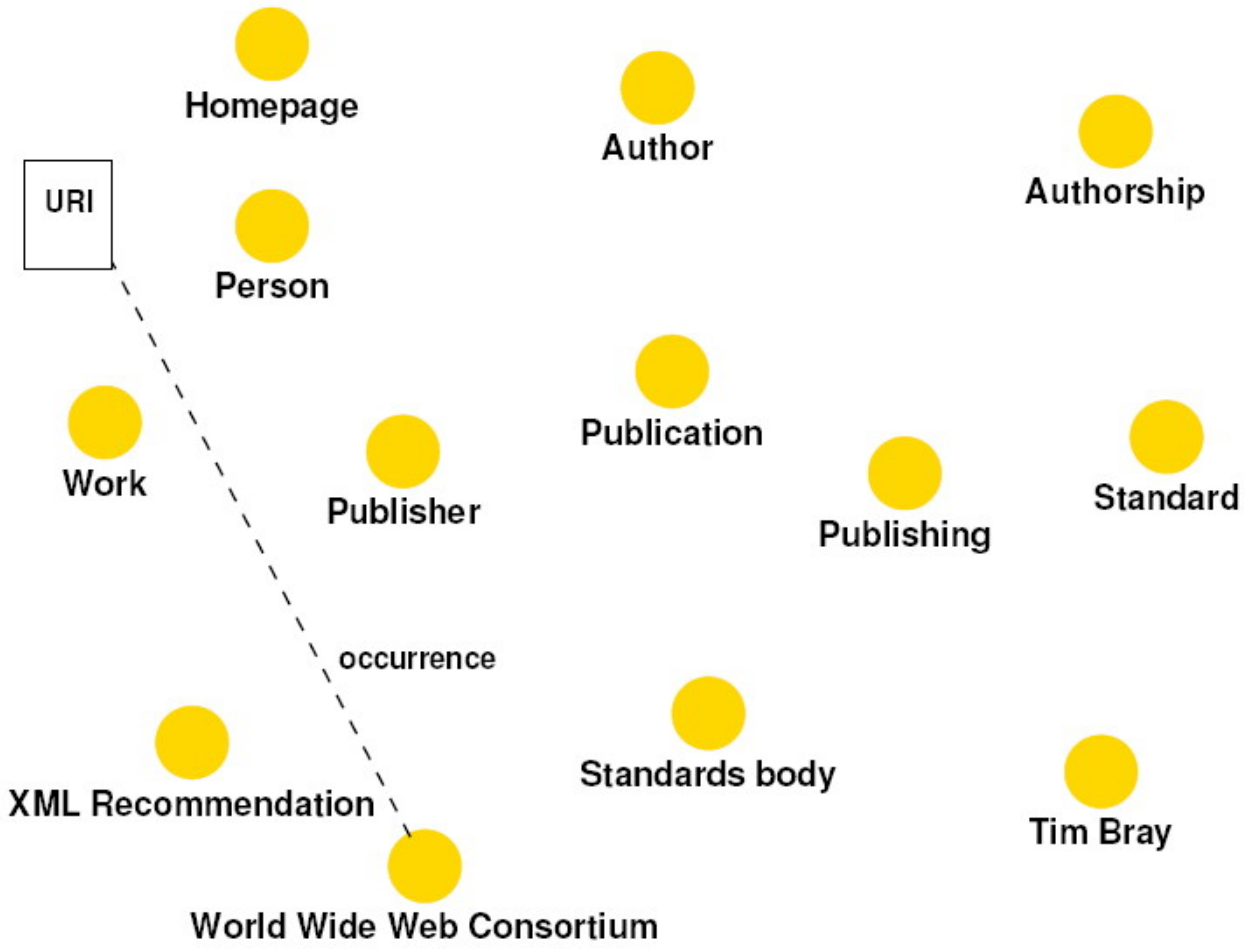 Homepage
Author
Authorship
URI
Person
Publication
Work
Publisher
Publishing
Standard
occurrence
XML Recommendation
Standards body
Tim Bray
World Wide Web Consortium